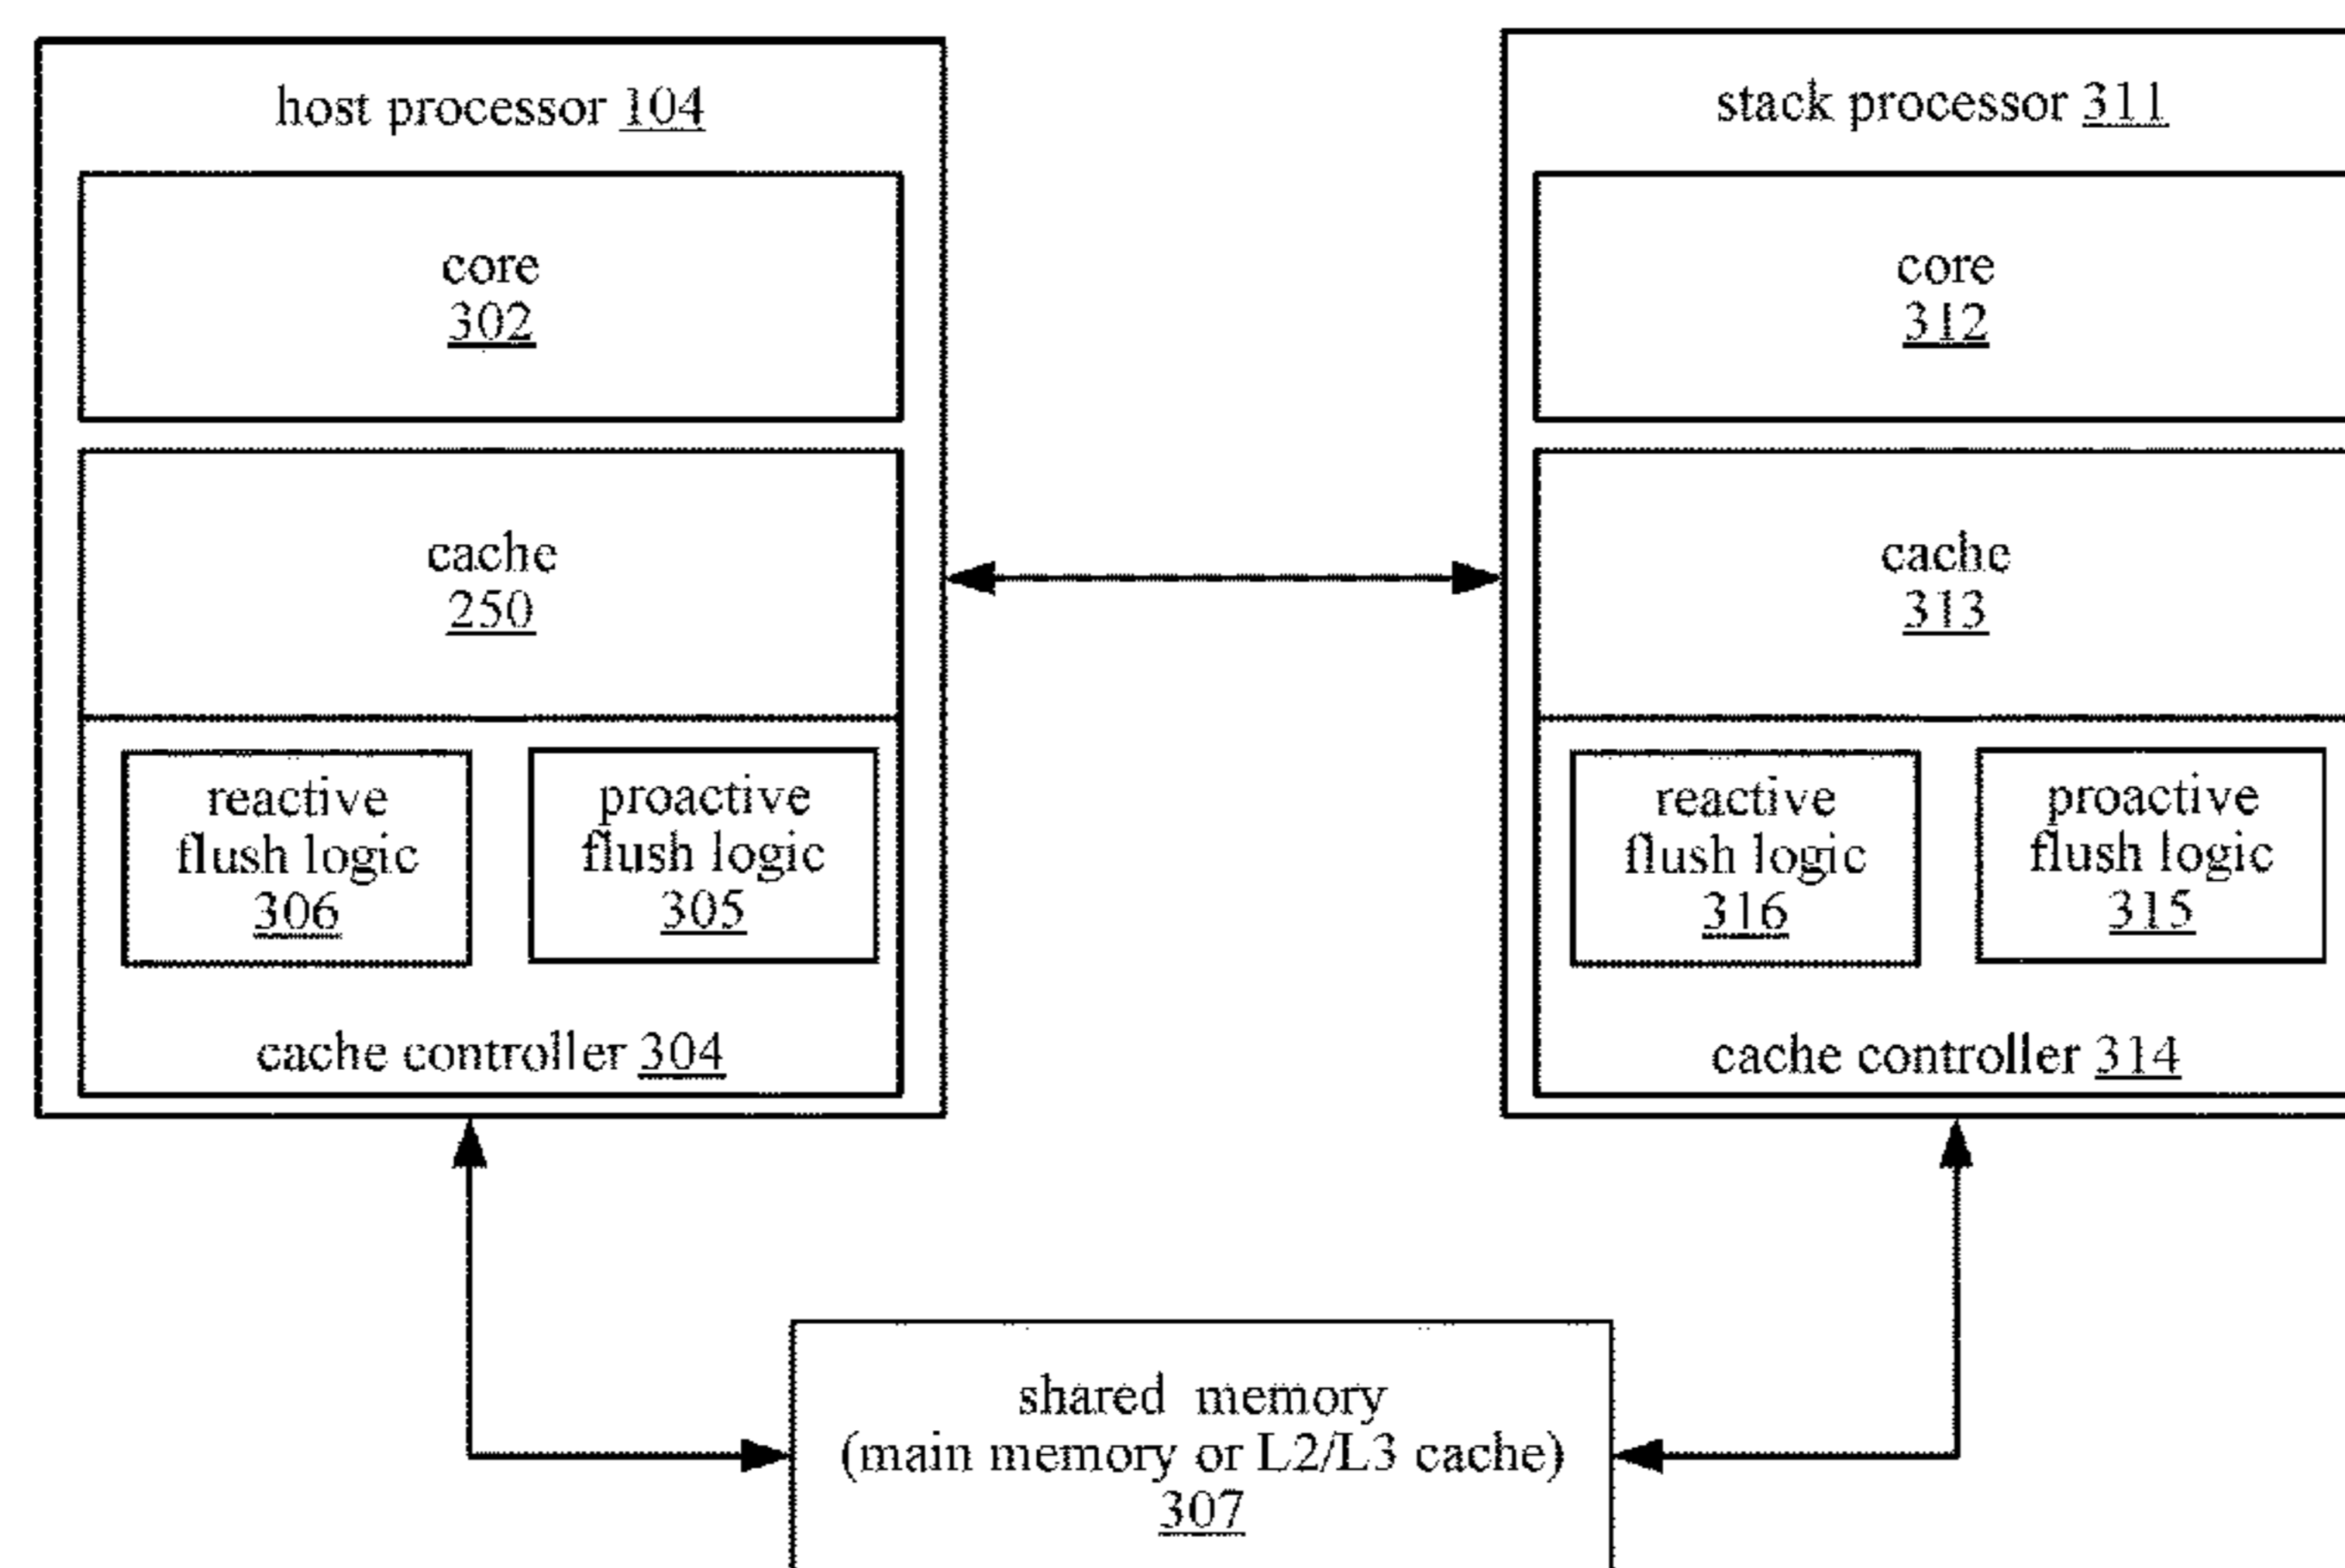 host processor 104
core
302
cache
250
reactive
flush logic
306
proactive
flush logic
305
cache controller 304
stack processor 311
core
312
cache
313
reactive
flush logic
316
proactive
flush logic
315
cache controller 314
shared memory
(main memory or L2/L3 cache)
307